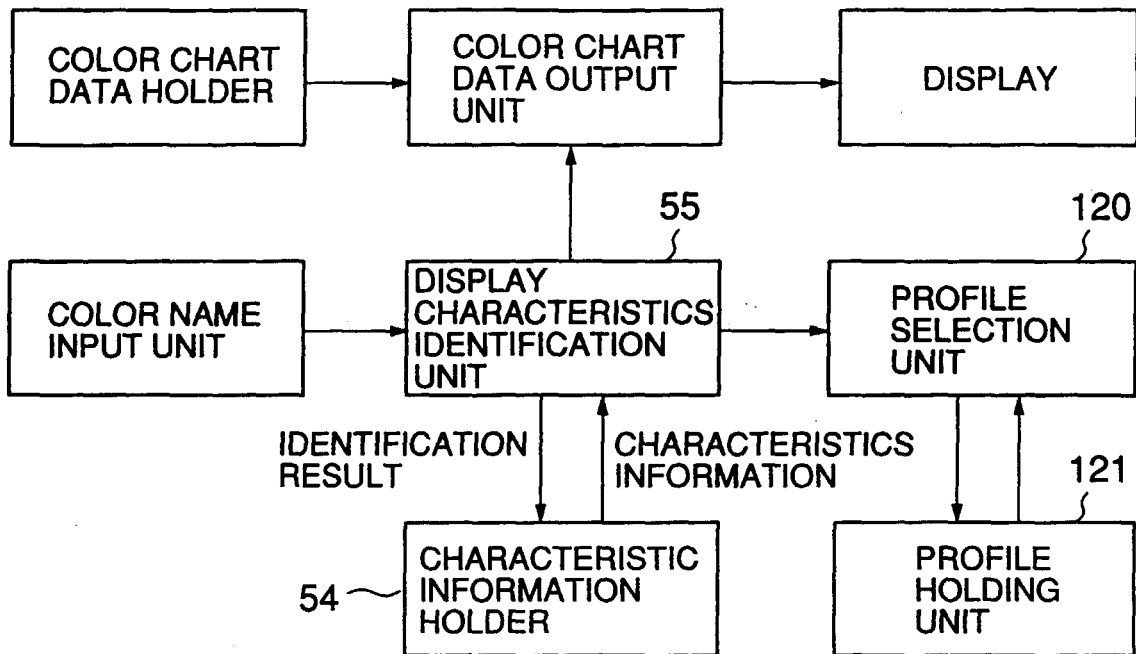 COLOR CHART
DATA HOLDER
COLOR CHART
DATA OUTPUT
UNIT
DISPLAY
55
120
COLOR NAME
INPUT UNIT
DISPLAY
CHARACTERISTICS
IDENTIFICATION
UNIT
PROFILE
SELECTION
UNIT
IDENTIFICATION
RESULT
CHARACTERISTICS
INFORMATION
121
54
CHARACTERISTIC
INFORMATION
HOLDER
PROFILE
HOLDING
UNIT